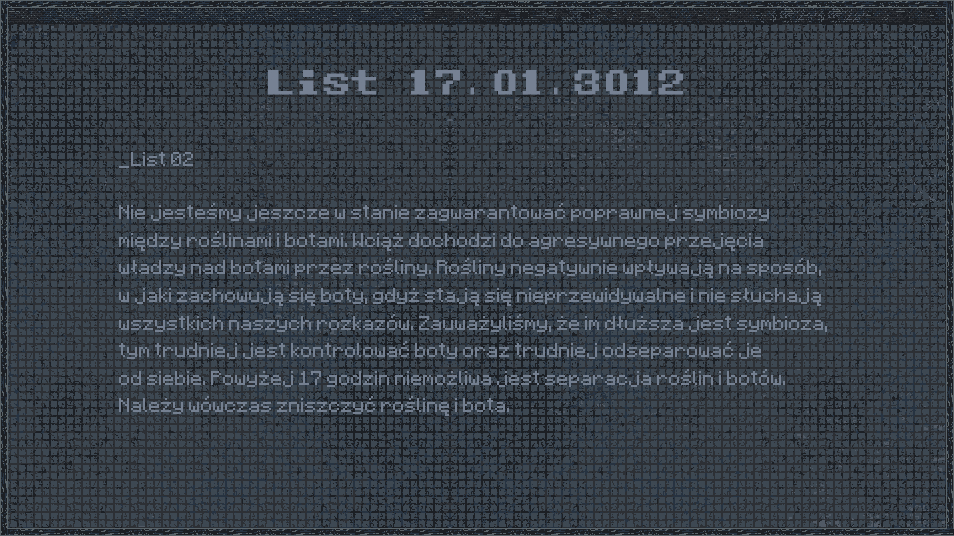 List 17.01.3012
_List 02
Nie jesteśmy jeszcze w stanie zagwarantować poprawnej symbiozy
między roślinami i botami. Wciąż dochodzi do agresywnego przejęcia
władzy nad botami przez rośliny. Rośliny negatywnie wpływają na sposób,
w jaki zachowują się boty, gdyż stają się nieprzewidywalne i nie słuchają
wszystkich naszych rozkazów. Zauważyliśmy, że im dłuższa jest symbioza,
tym trudniej jest kontrolować boty oraz trudniej odseparować je
od siebie. Powyżej 17 godzin niemożliwa jest separacja roślin i botów.
Należy wówczas zniszczyć roślinę i bota.